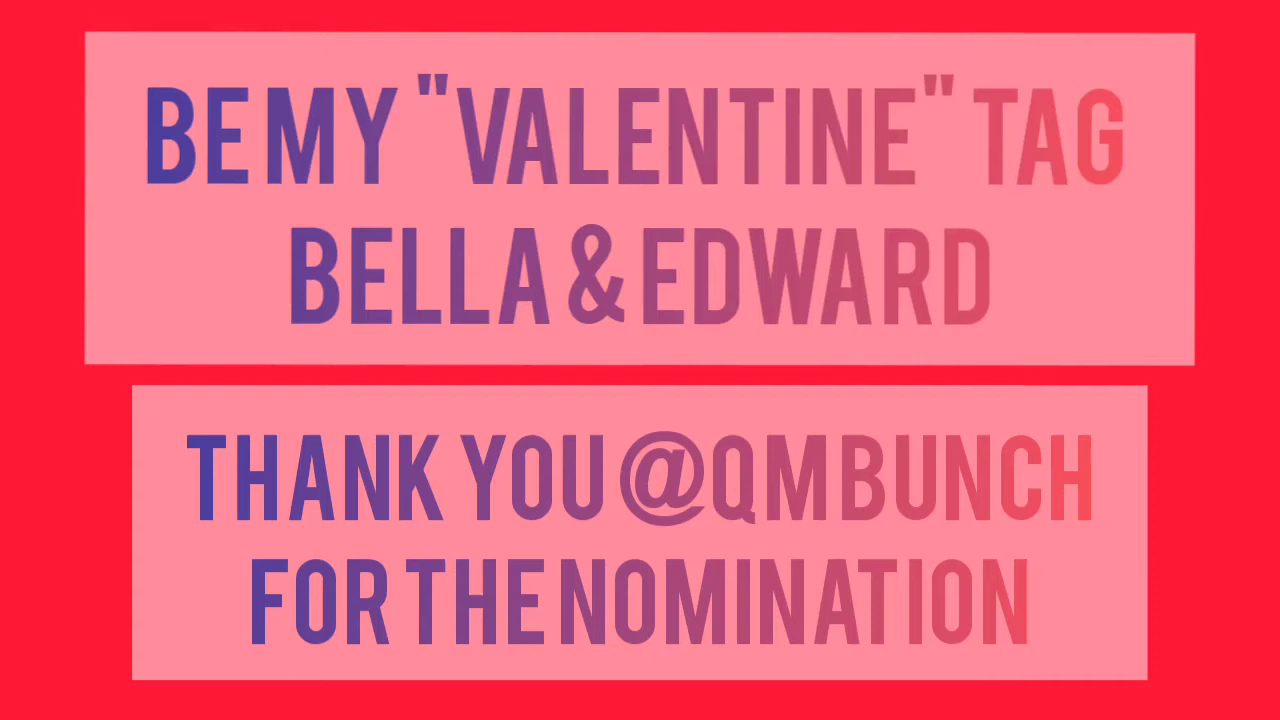 BE MY "VALENTINE" TAG
BELLA & EDWARD
THANK YOU @QMBUNCH
FOR THE NOMINATION